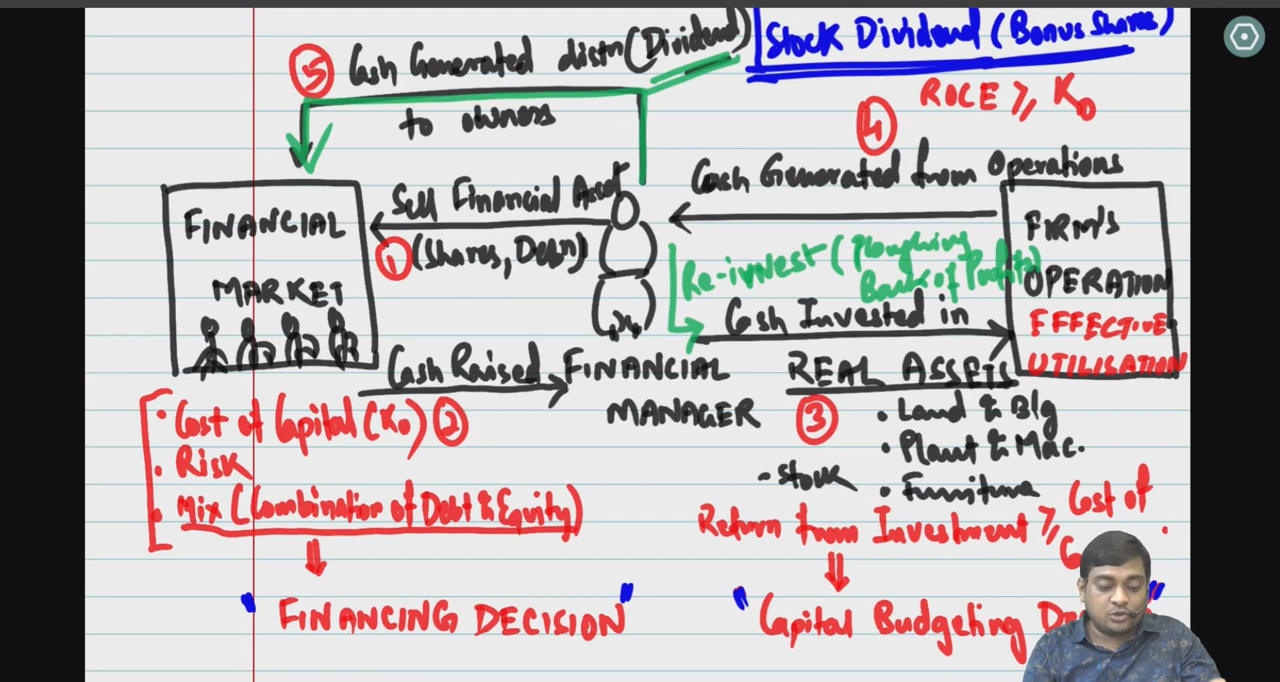 ⑤ Cash Generated distn (Dividend)
to owners
Stock Dividend (Bonus Shares)
ROCE ⩾ K₀
④
Cash Generated from Operations
FINANCIAL
MARKET
Sell Financial Asset
① (Shares, Debn)
Re-invest (Ploughing
Back of Profits)
Cash Invested in
FIRM'S
OPERATION
EFFECTIVE
UTILISATION
Cash Raised
FINANCIAL
MANAGER
REAL ASSETS
③
• Land & Blg
• Plant & Mac.
- Stock
• Furniture
• Cost of Capital (K₀) ②
• Risk
• Mix (Combination of Debt & Equity)
⇓
" FINANCING DECISION "
Return from Investment ⩾ Cost of
⇓
" Capital Budgeting